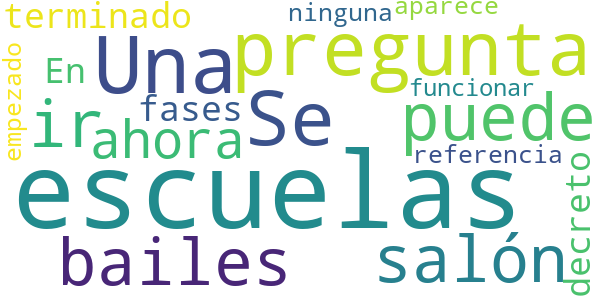 terminado
ninguna
aparece
Una
pregunta
empezado
En
ir
ahora
fases
Se
funcionar
puede
referencia
escuelas
decreto
bailes
salón